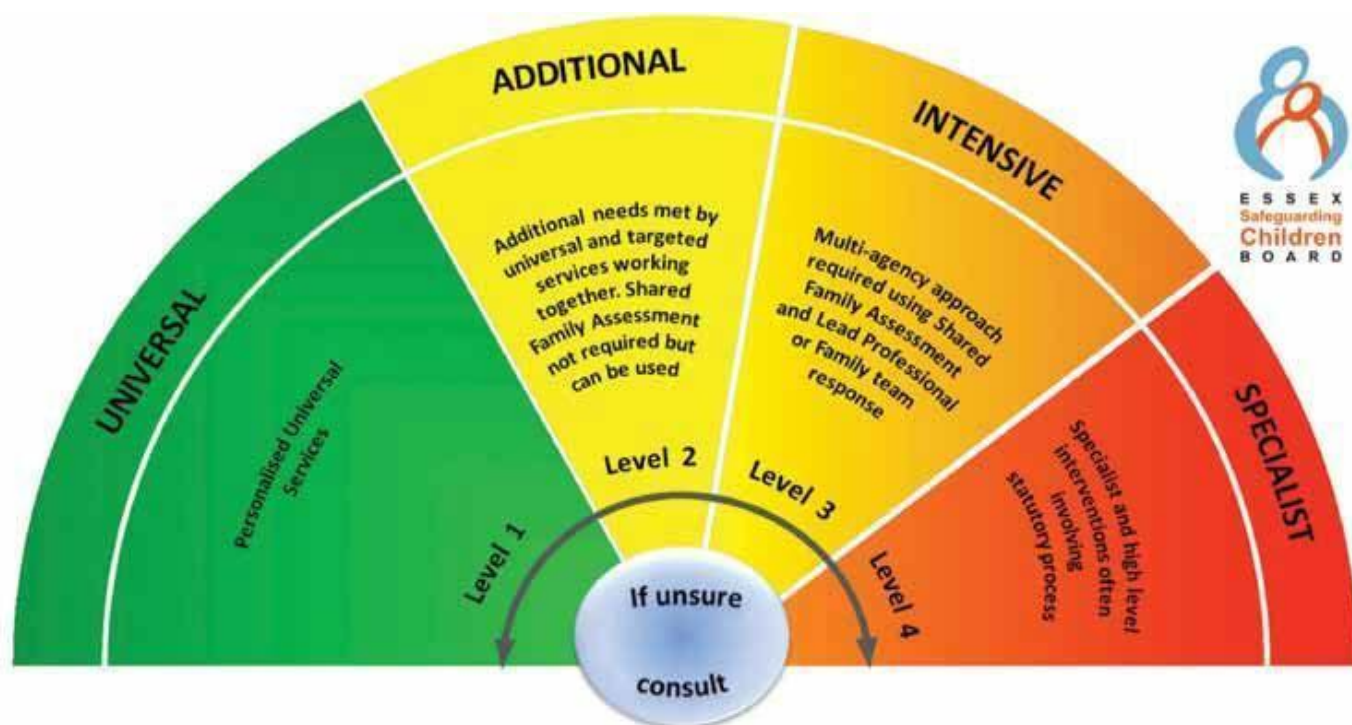 UNIVERSAL
Personalised Universal
Services
Level 1
ADDITIONAL
Additional needs met by
universal and targeted
services working
together. Shared
Family Assessment
not required but
can be used
Level 2
INTENSIVE
Multi-agency approach
required using Shared
Family Assessment
and Lead Professional
or Family team
response
Level 3
SPECIALIST
Specialist and high level
interventions often
involving
statutory process
Level 4
If unsure
consult
ESSEX
Safeguarding
Children
BOARD